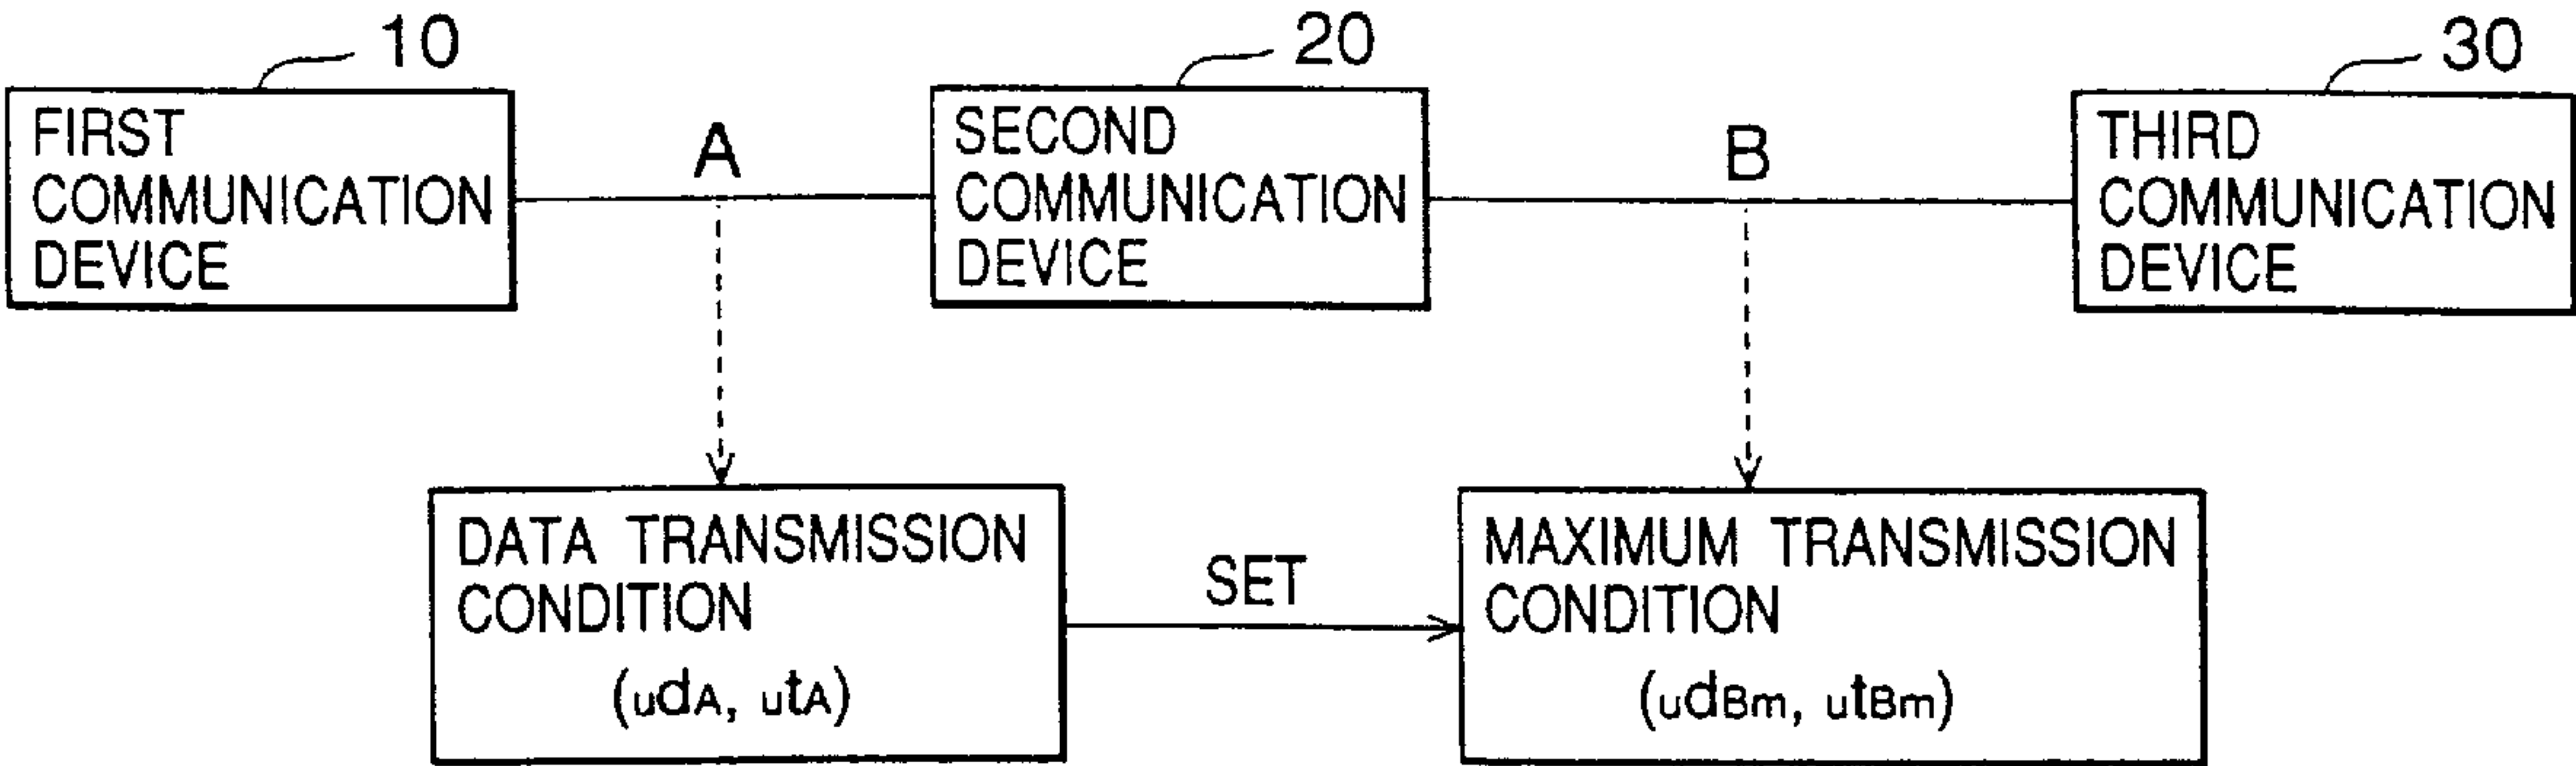 10
20
30
FIRST
COMMUNICATION
DEVICE
A
SECOND
COMMUNICATION
DEVICE
B
THIRD
COMMUNICATION
DEVICE
DATA TRANSMISSION
CONDITION
(udA, utA)
SET
MAXIMUM TRANSMISSION
CONDITION
(udBm, utBm)